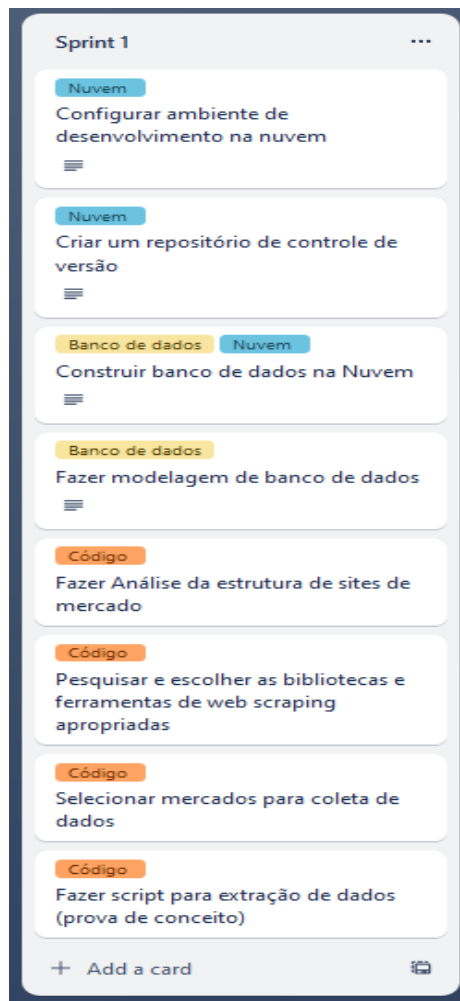 Sprint 1
Nuvem
Configurar ambiente de
desenvolvimento na nuvem
Nuvem
Criar um repositório de controle de
versão
Banco de dados Nuvem
Construir banco de dados na Nuvem
Banco de dados
Fazer modelagem de banco de dados
Código
Fazer Análise da estrutura de sites de
mercado
Código
Pesquisar e escolher as bibliotecas e
ferramentas de web scraping
apropriadas
Código
Selecionar mercados para coleta de
dados
Código
Fazer script para extração de dados
(prova de conceito)
+ Add a card